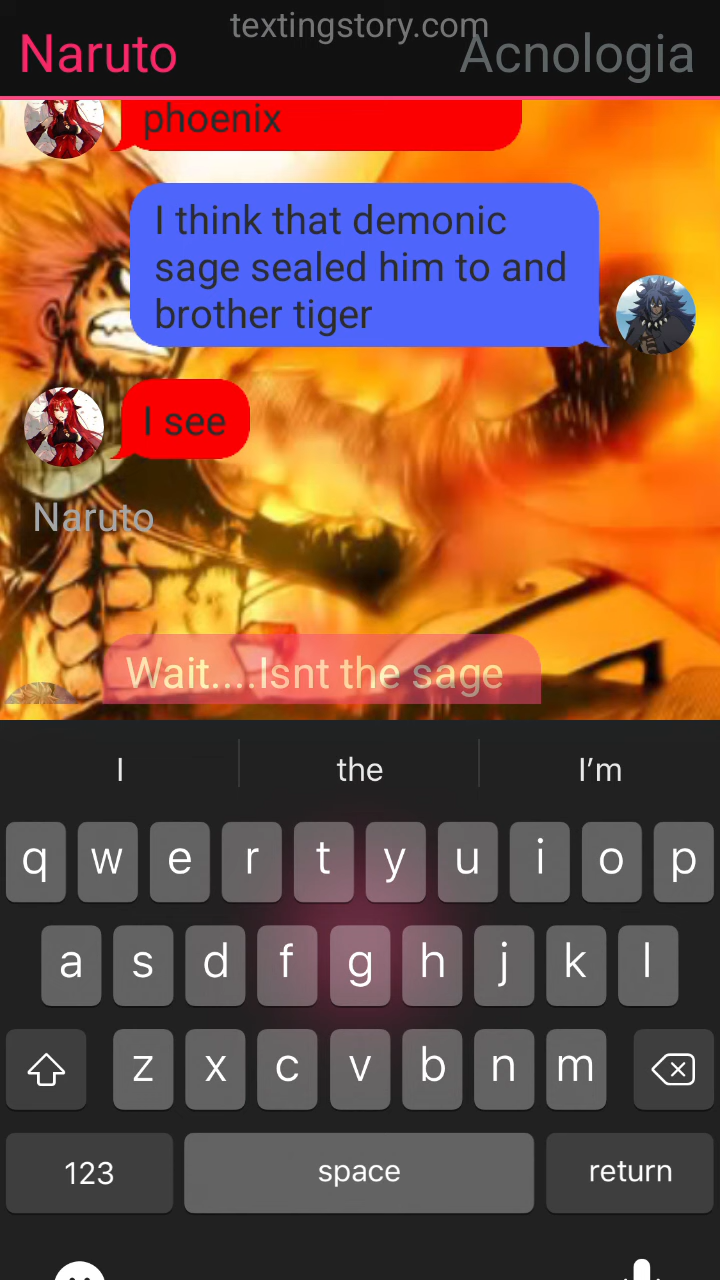 textingstory.com
Naruto
Acnologia
phoenix
I think that demonic
sage sealed him to and
brother tiger
I see
Naruto
Wait....Isnt the sage
I
the
I’m
q w e r t y u i o p
a s d f g h j k l
z x c v b n m
123
space
return